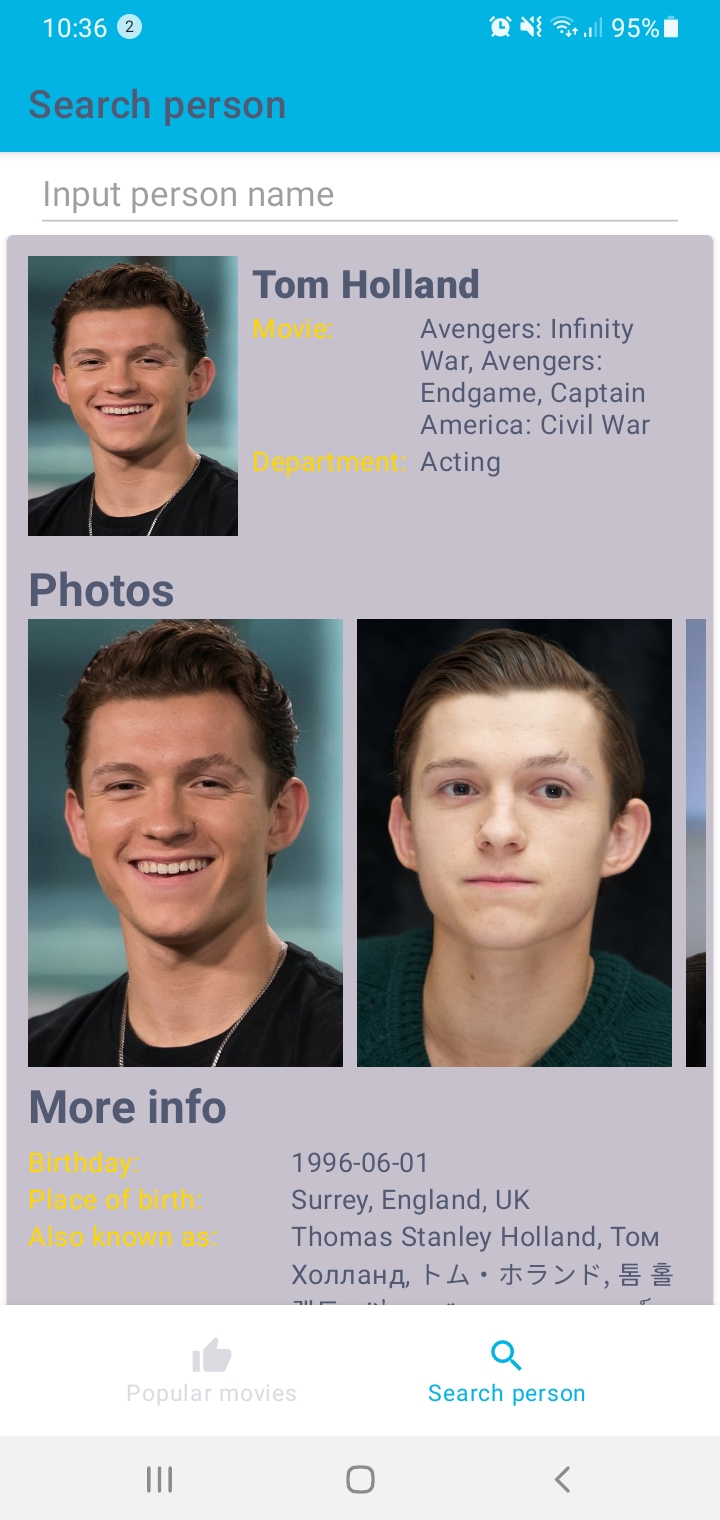 10:36 2 95%
Search person
Input person name
Tom Holland
Movie: Avengers: Infinity
War, Avengers:
Endgame, Captain
America: Civil War
Department: Acting
Photos
More info
Birthday: 1996-06-01
Place of birth: Surrey, England, UK
Also known as: Thomas Stanley Holland, Том
Холланд, トム・ホランド, 톰 홀
Popular movies Search person